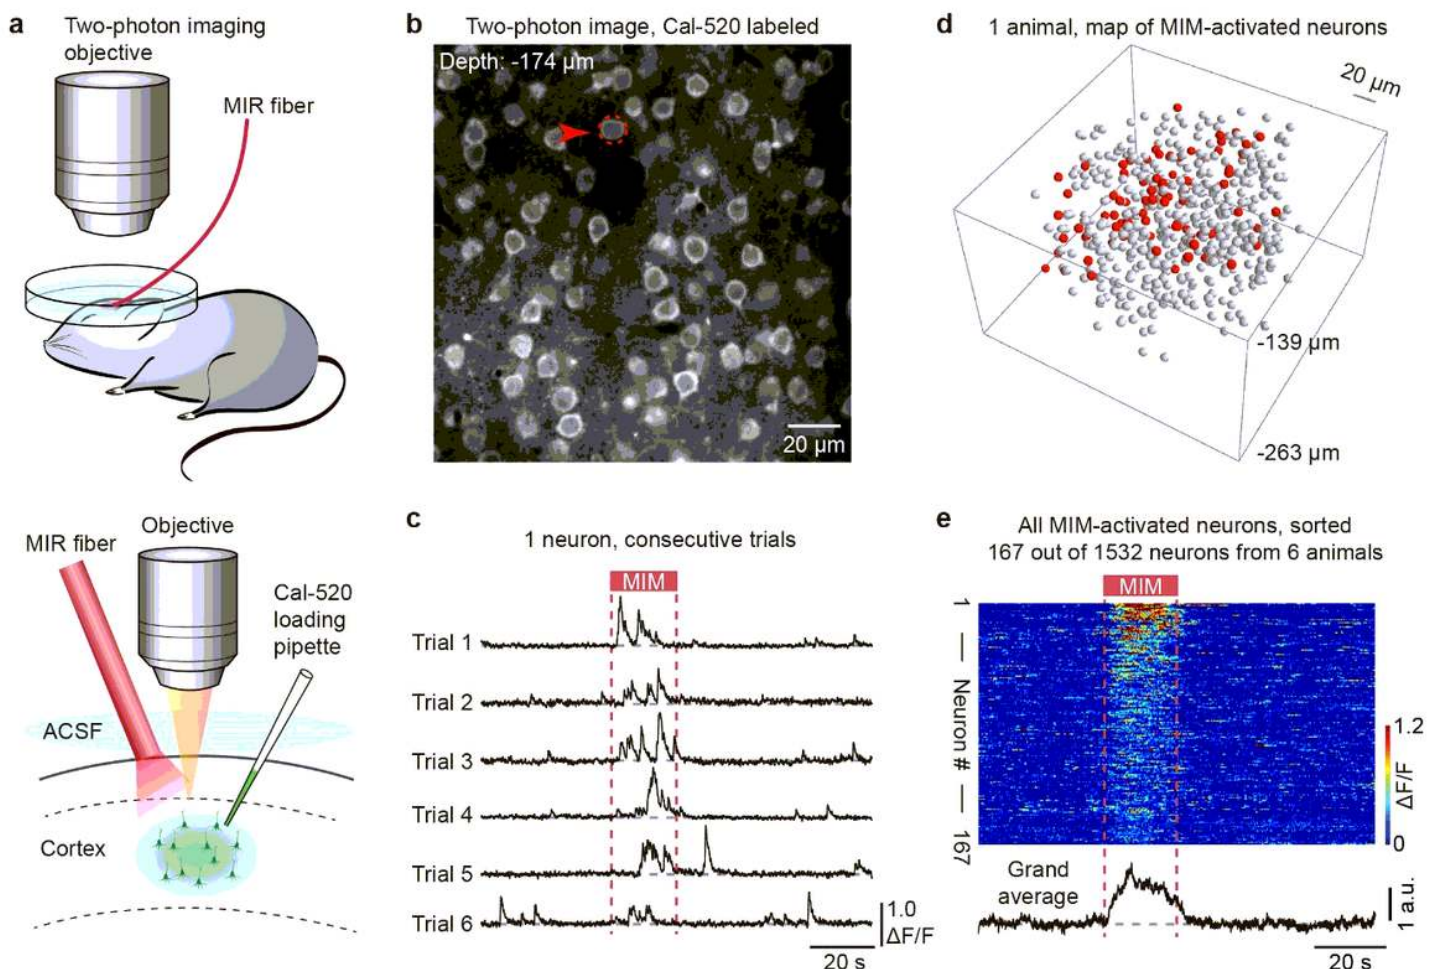 a
Two-photon imaging
objective
MIR fiber
MIR fiber
Objective
Cal-520
loading
pipette
ACSF
Cortex
b
Two-photon image, Cal-520 labeled
Depth: -174 µm
20 µm
c
1 neuron, consecutive trials
MIM
Trial 1
Trial 2
Trial 3
Trial 4
Trial 5
Trial 6
1.0
ΔF/F
20 s
d
1 animal, map of MIM-activated neurons
20 µm
-139 µm
-263 µm
e
All MIM-activated neurons, sorted
167 out of 1532 neurons from 6 animals
MIM
1 — Neuron # — 167
1.2
ΔF/F
0
Grand
average
1 a.u.
20 s